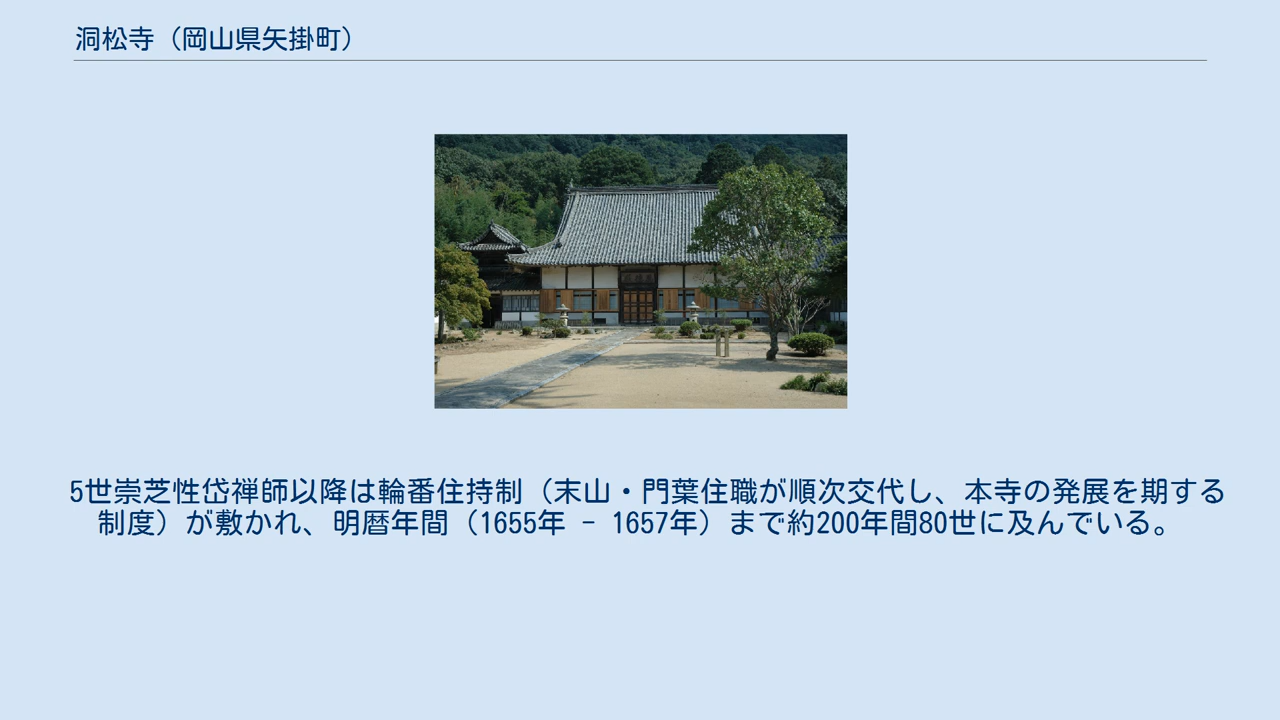 洞松寺（岡山県矢掛町）
5世崇芝性岱禅師以降は輪番住持制（末山・門葉住職が順次交代し、本寺の発展を期する
制度）が敷かれ、明暦年間（1655年 - 1657年）まで約200年間80世に及んでいる。